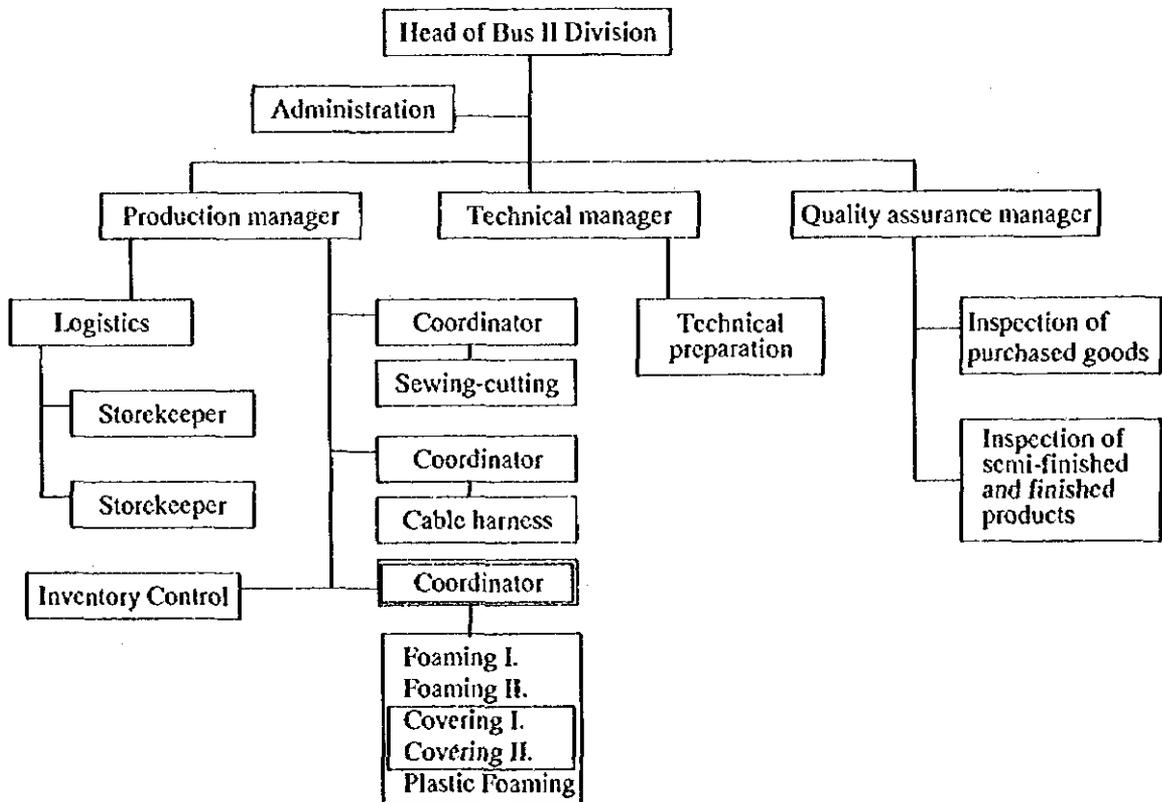 Head of Bus II Division
Administration
Production manager
Technical manager
Quality assurance manager
Logistics
Coordinator
Technical
preparation
Inspection of
purchased goods
Sewing-cutting
Storekeeper
Coordinator
Inspection of
semi-finished
and finished
products
Storekeeper
Cable harness
Inventory Control
Coordinator
Foaming I.
Foaming II.
Covering I.
Covering II.
Plastic Foaming